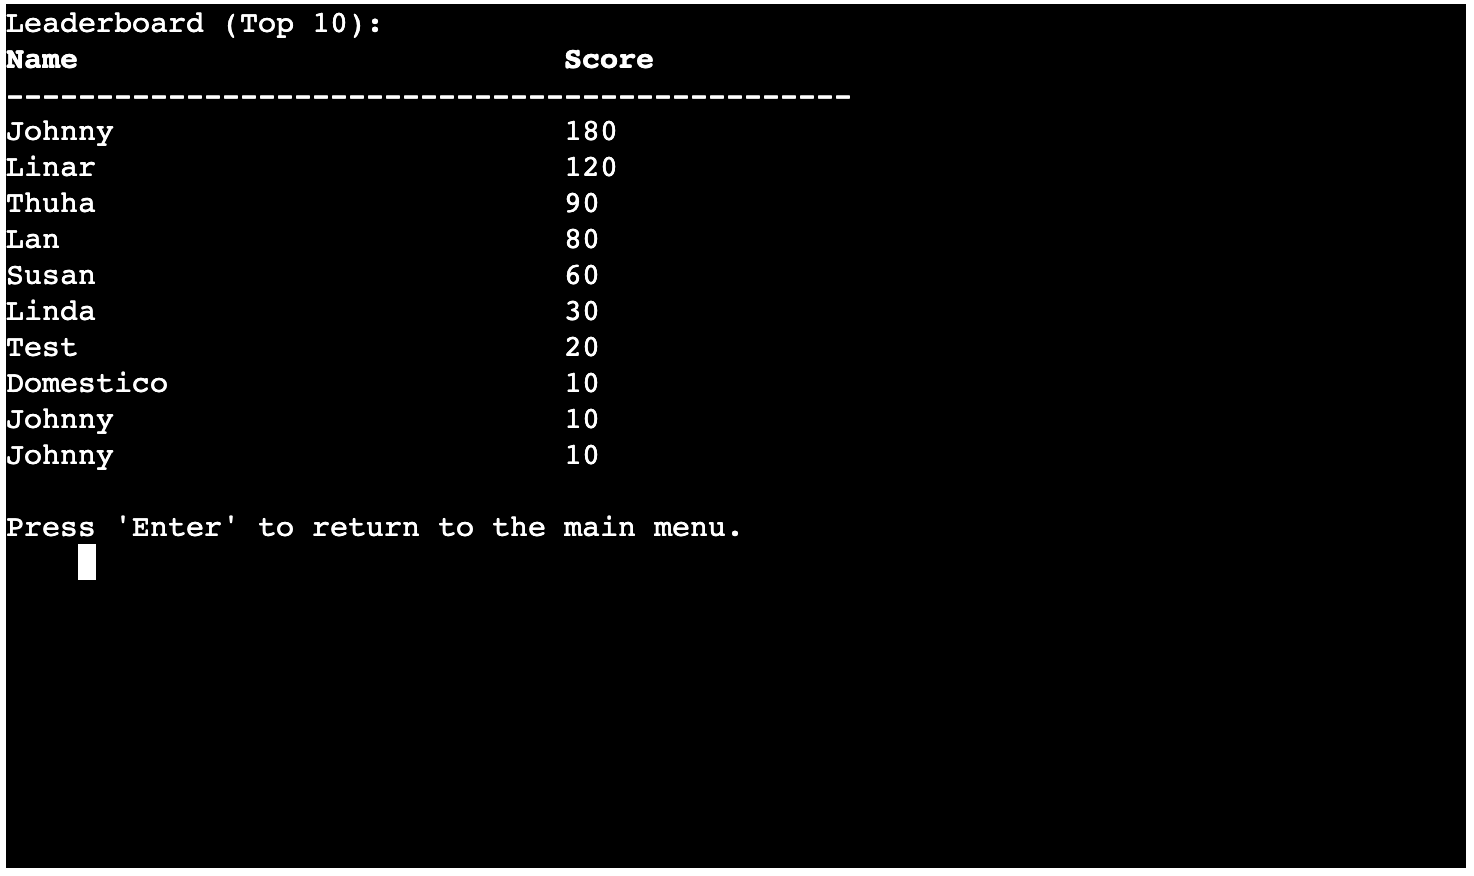 Leaderboard (Top 10):
Name Score
-----------------------------------------------
Johnny 180
Linar 120
Thuha 90
Lan 80
Susan 60
Linda 30
Test 20
Domestico 10
Johnny 10
Johnny 10
Press 'Enter' to return to the main menu.